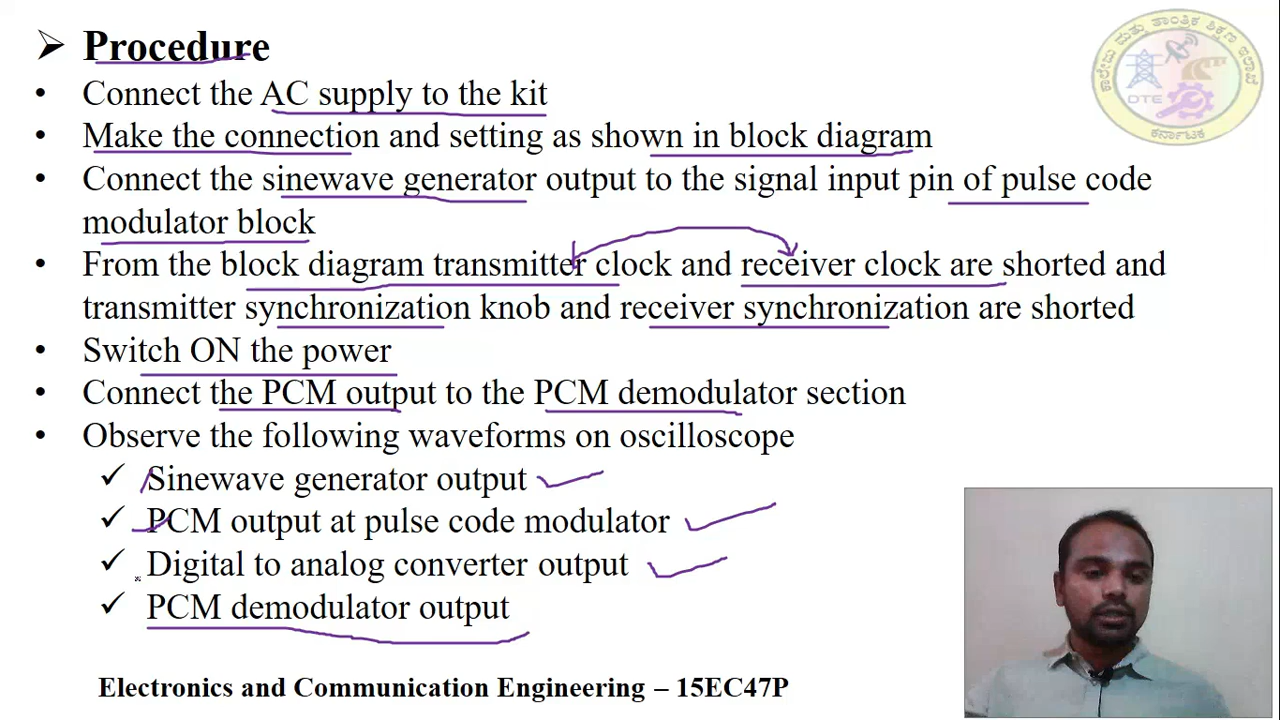 Procedure
Connect the AC supply to the kit
Make the connection and setting as shown in block diagram
Connect the sinewave generator output to the signal input pin of pulse code
modulator block
From the block diagram transmitter clock and receiver clock are shorted and
transmitter synchronization knob and receiver synchronization are shorted
Switch ON the power
Connect the PCM output to the PCM demodulator section
Observe the following waveforms on oscilloscope
Sinewave generator output
PCM output at pulse code modulator
Digital to analog converter output
PCM demodulator output
Electronics and Communication Engineering – 15EC47P
ಕಾಲೇಜು ಮತ್ತು ತಾಂತ್ರಿಕ ಶಿಕ್ಷಣ ಇಲಾಖೆ
DTE
ಕರ್ನಾಟಕ